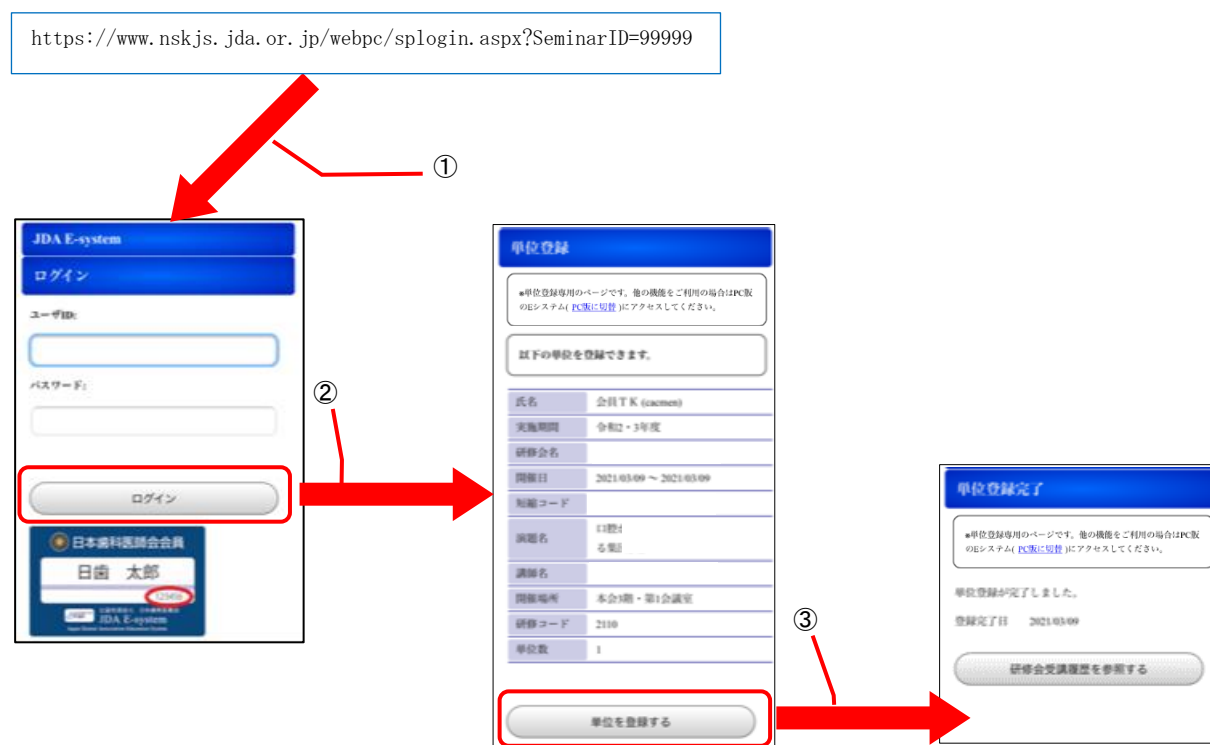 https://www.nskjs.jda.or.jp/webpc/splogin.aspx?SeminarID=99999
①
JDA E-system
ログイン
ユーザID:
パスワード:
ログイン
日本歯科医師会会員
日歯 太郎
JDA E-system
②
単位登録
■単位登録専用のページです。他の機能をご利用の場合はPC版
のEシステム( PC版に切替 )にアクセスしてください。
以下の単位を登録できます。
氏名 会員TK (cacmen)
実施期間 令和2・3年度
研修会名
開催日 2021/03/09 ~ 2021/03/09
短縮コード
演題名 口腔
る集
講師名
開催場所 本会3階・第1会議室
研修コード 2110
単位数 1
単位を登録する
③
単位登録完了
■単位登録専用のページです。他の機能をご利用の場合はPC版
のEシステム( PC版に切替 )にアクセスしてください。
単位登録が完了しました。
登録完了日 2021/03/09
研修会受講履歴を参照する